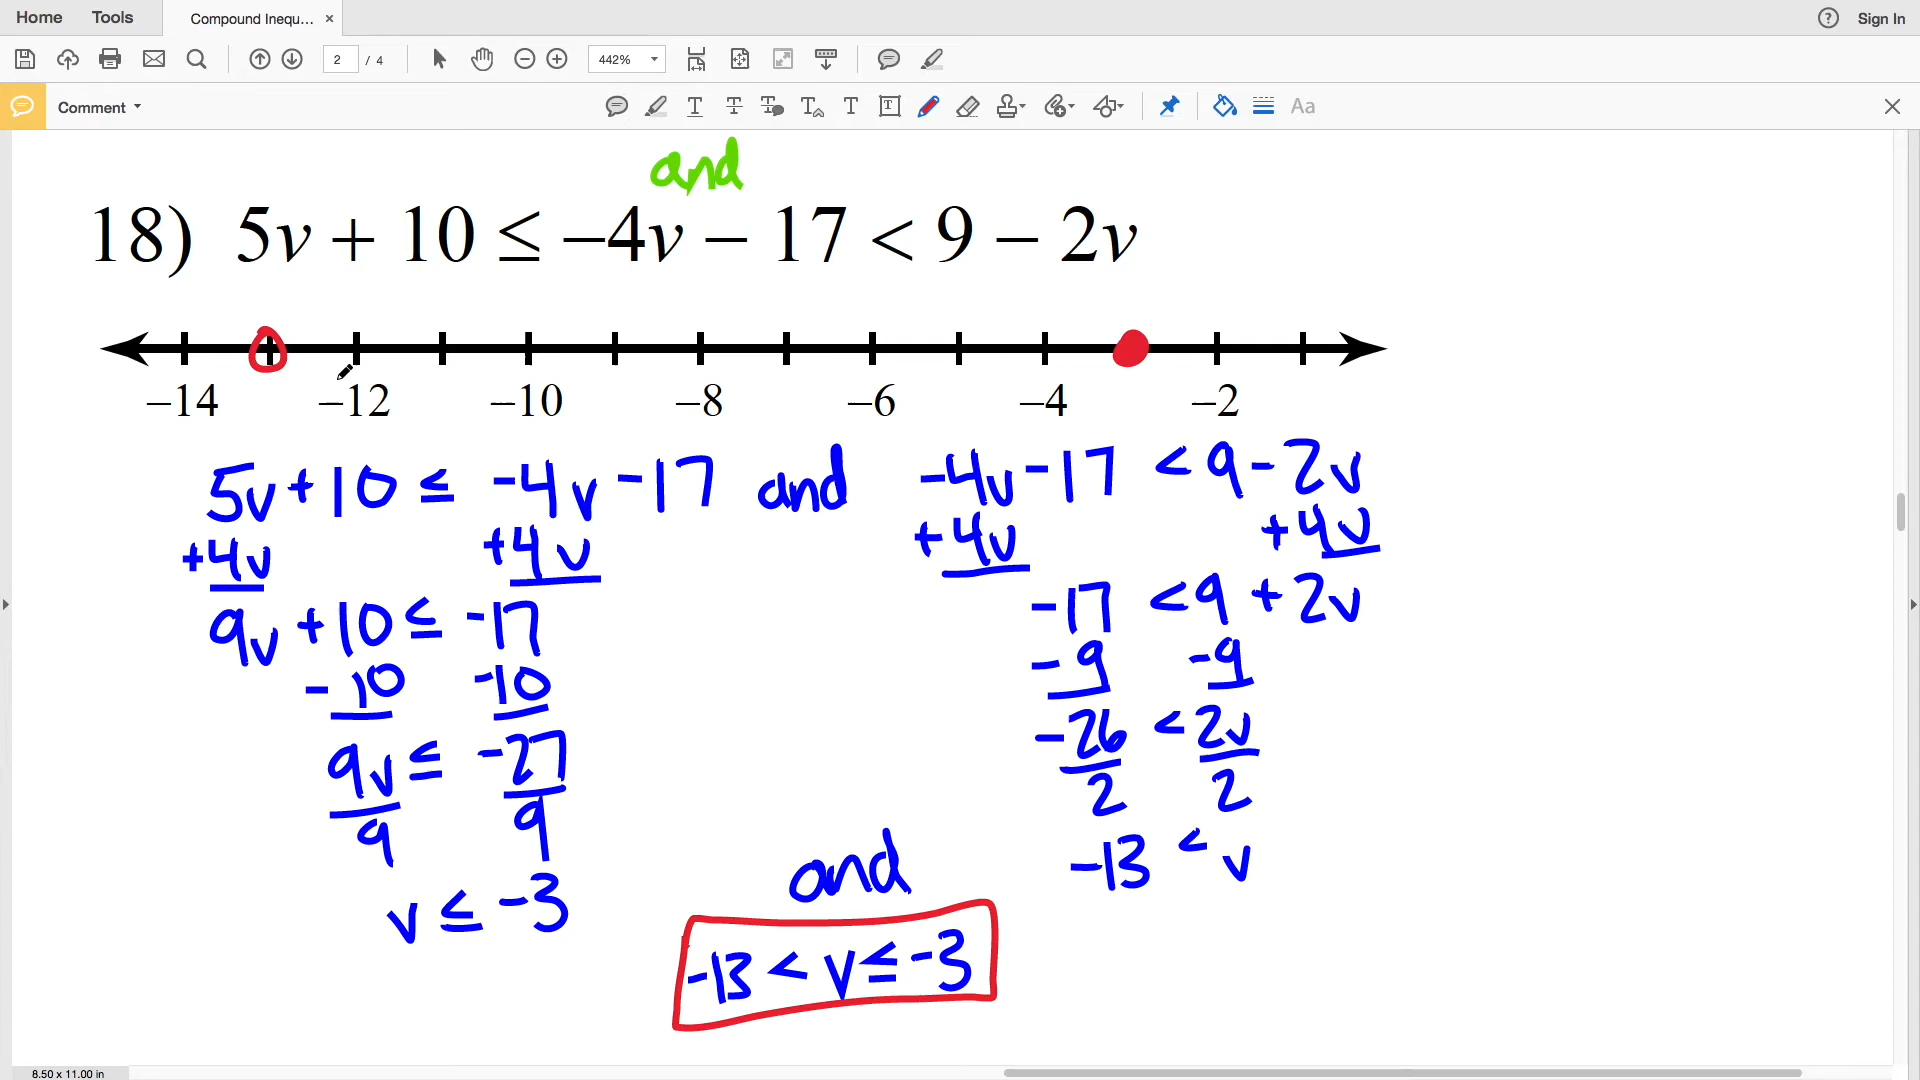 Home Tools Compound Inequ... × Sign In
2 / 4 442%
Comment Aa
and
18) 5v + 10 ≤ −4v − 17 < 9 − 2v
−14 −12 −10 −8 −6 −4 −2
5v + 10 ≤ -4v - 17 and -4v - 17 < 9 - 2v
+4v +4v +4v +4v
9v + 10 ≤ -17 -17 < 9 + 2v
- 10 -10 - 9 -9
9v ≤ -27 -26 < 2v
9 9 2 2
v ≤ -3 and -13 < v
-13 < v ≤ -3
8.50 x 11.00 in